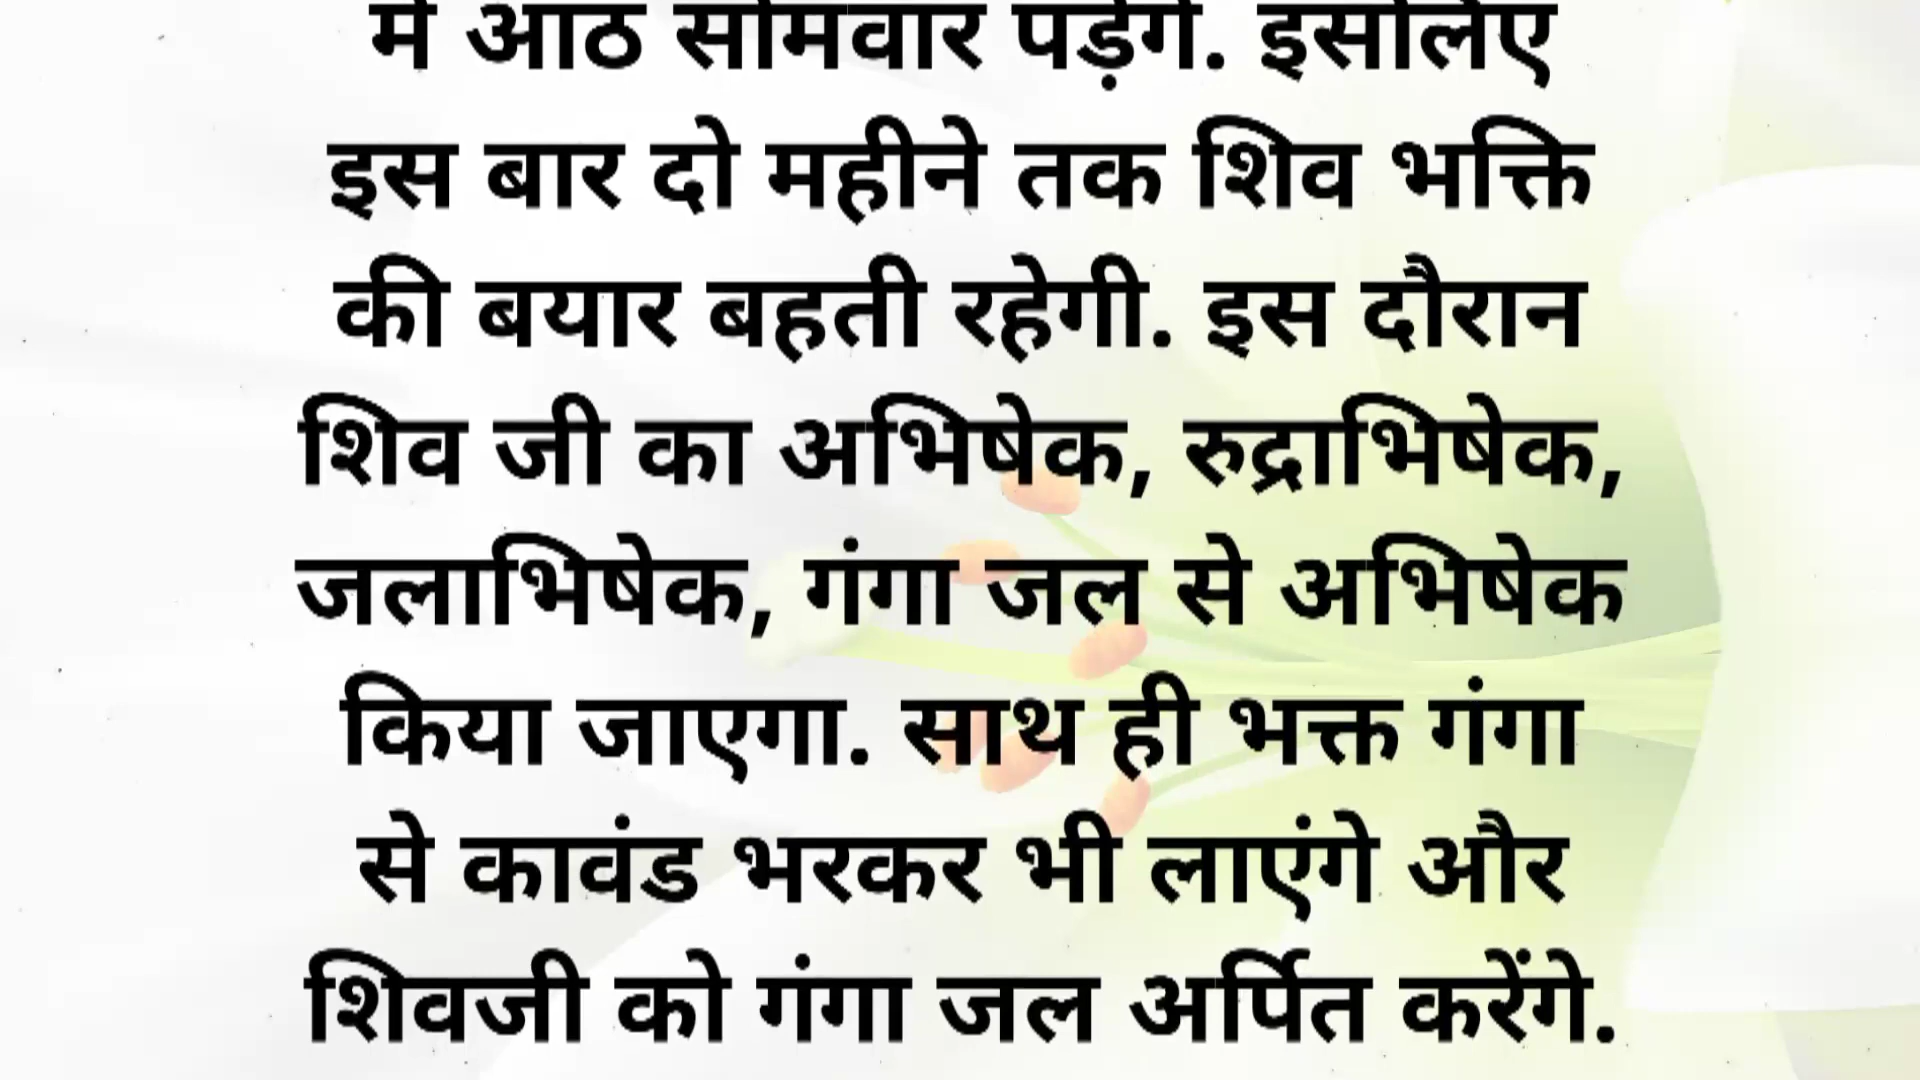 में आठ सोमवार पड़ेंगे. इसलिए
इस बार दो महीने तक शिव भक्ति
की बयार बहती रहेगी. इस दौरान
शिव जी का अभिषेक, रुद्राभिषेक,
जलाभिषेक, गंगा जल से अभिषेक
किया जाएगा. साथ ही भक्त गंगा
से कावंड भरकर भी लाएंगे और
शिवजी को गंगा जल अर्पित करेंगे.